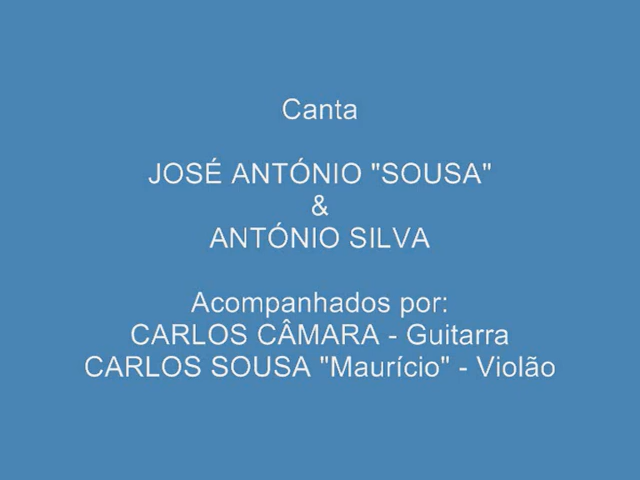 Canta
JOSÉ ANTÓNIO "SOUSA"
&
ANTÓNIO SILVA
Acompanhados por:
CARLOS CÂMARA - Guitarra
CARLOS SOUSA "Maurício" - Violão